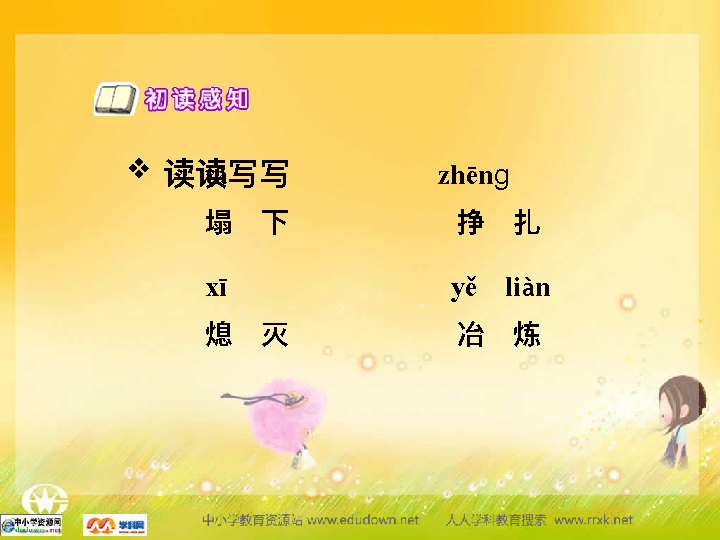 初读感知
❖ 读读写写 zhēng
塌 下 挣 扎
xī yě liàn
熄 灭 冶 炼
中小学教育资源站 www.edudown.net 人人学科教育搜索 www.rrxk.net
中小学资源网 学科网